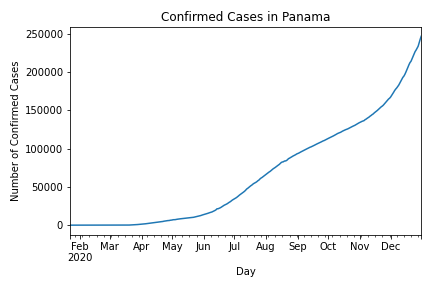 Confirmed Cases in Panama
Number of Confirmed Cases
250000
200000
150000
100000
50000
0
Feb Mar Apr May Jun Jul Aug Sep Oct Nov Dec
2020
Day